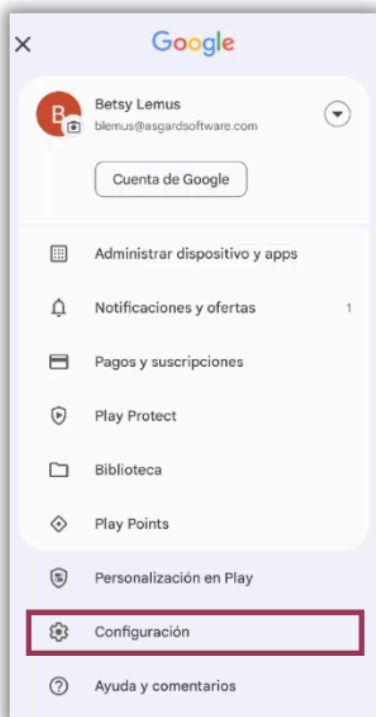 Google
B
Betsy Lemus
blemus@asgardsoftware.com
Cuenta de Google
Administrar dispositivo y apps
Notificaciones y ofertas 1
Pagos y suscripciones
Play Protect
Biblioteca
Play Points
Personalización en Play
Configuración
Ayuda y comentarios